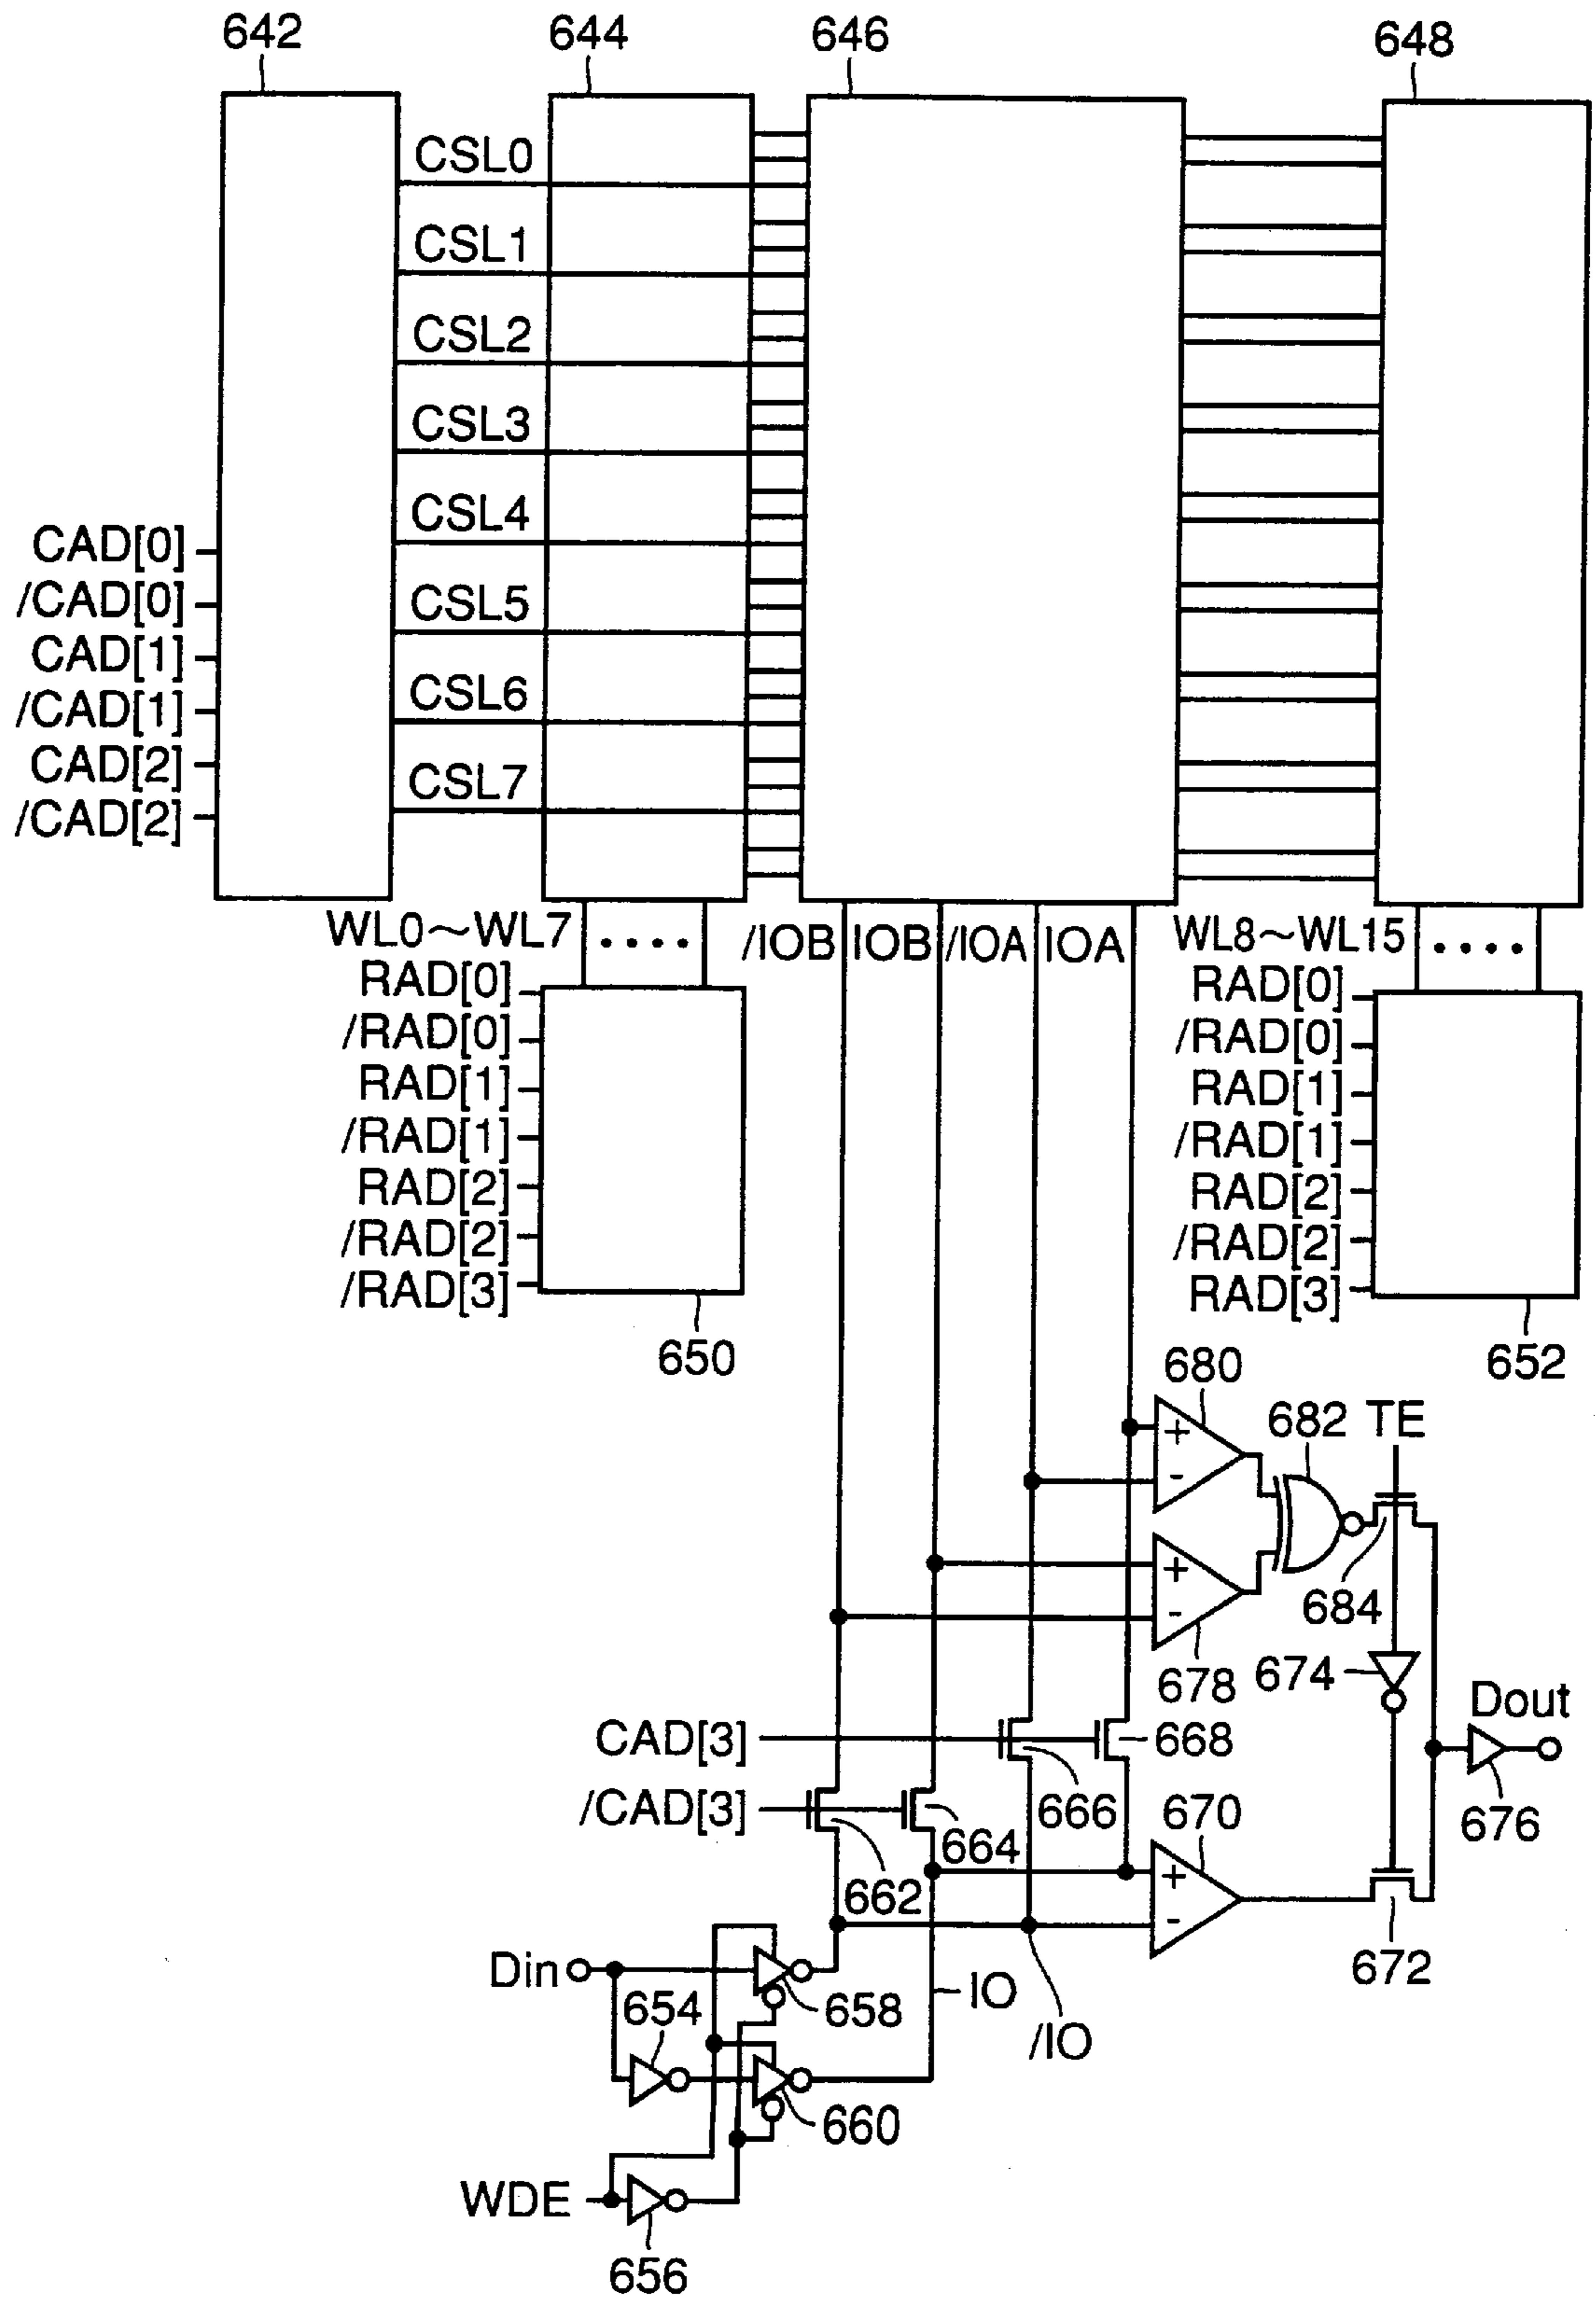 642
644
646
648
CSL0
CSL1
CSL2
CSL3
CSL4
CSL5
CSL6
CSL7
CAD[0]
/CAD[0]
CAD[1]
/CAD[1]
CAD[2]
/CAD[2]
WL0~WL7
/IOB
IOB
/IOA
IOA
WL8~WL15
RAD[0]
/RAD[0]
RAD[1]
/RAD[1]
RAD[2]
/RAD[2]
/RAD[3]
650
RAD[0]
/RAD[0]
RAD[1]
/RAD[1]
RAD[2]
/RAD[2]
RAD[3]
652
680
682
TE
+
-
684
+
-
678
674
Dout
CAD[3]
668
/CAD[3]
666
670
676
664
662
+
-
672
Din
654
658
IO
/IO
660
WDE
656